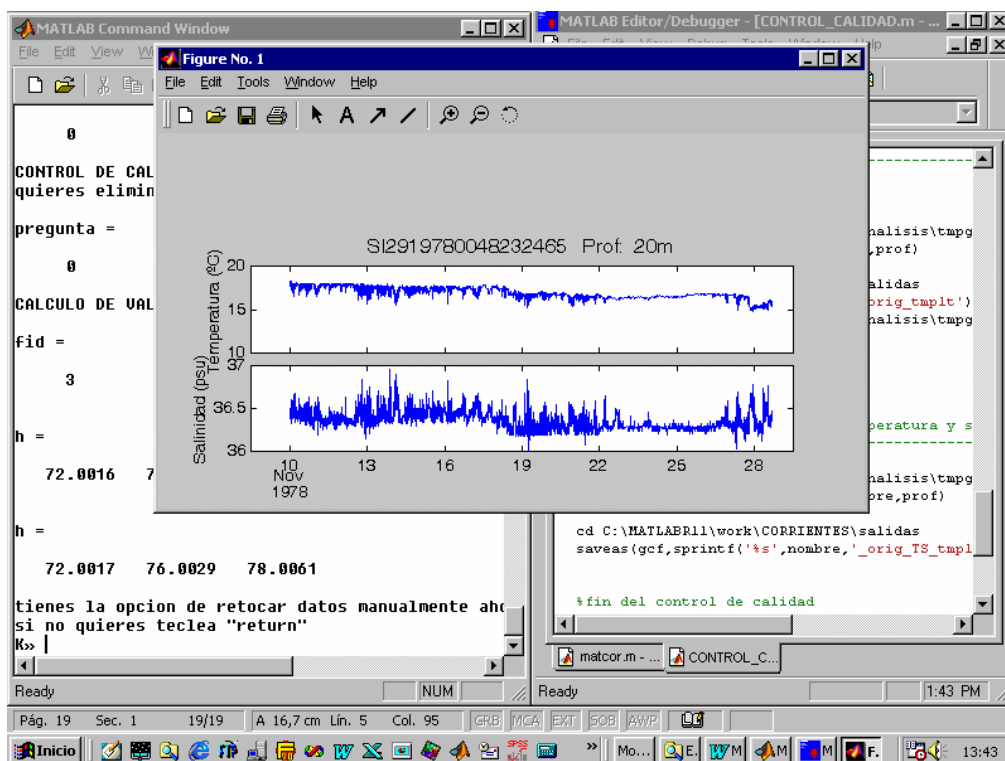 MATLAB Command Window
File Edit View
0
CONTROL DE CAL
quieres elimin
pregunta =
0
CALCULO DE VAL
fid =
3
h =
72.0016 7
h =
72.0017 76.0029 78.0061
tienes la opcion de retocar datos manualmente aho
si no quieres teclea "return"
K»
Ready NUM
MATLAB Editor/Debugger - [CONTROL_CALIDAD.m - ...
nalisis\tmpg
,prof)
alidas
orig_tmplt')
nalisis\tmpg
peratura y s
nalisis\tmpg
bre,prof)
cd C:\MATLABR11\work\CORRIENTES\salidas
saveas(gcf,sprintf('%s',nombre,'_orig_TS_tmpl
%fin del control de calidad
matcor.m - ... CONTROL_C...
Ready 1:43 PM
Figure No. 1
File Edit Tools Window Help
A
SI2919780048232465 Prof: 20m
Temperatura (ºC)
20
15
10
Salinidad (psu)
37
36.5
36
10 13 16 19 22 25 28
Nov
1978
Pág. 19 Sec. 1 19/19 A 16,7 cm Lín. 5 Col. 95 GRB MCA EXT SOB AWP
Inicio SPSS » Mo... E. M M M F. 13:43